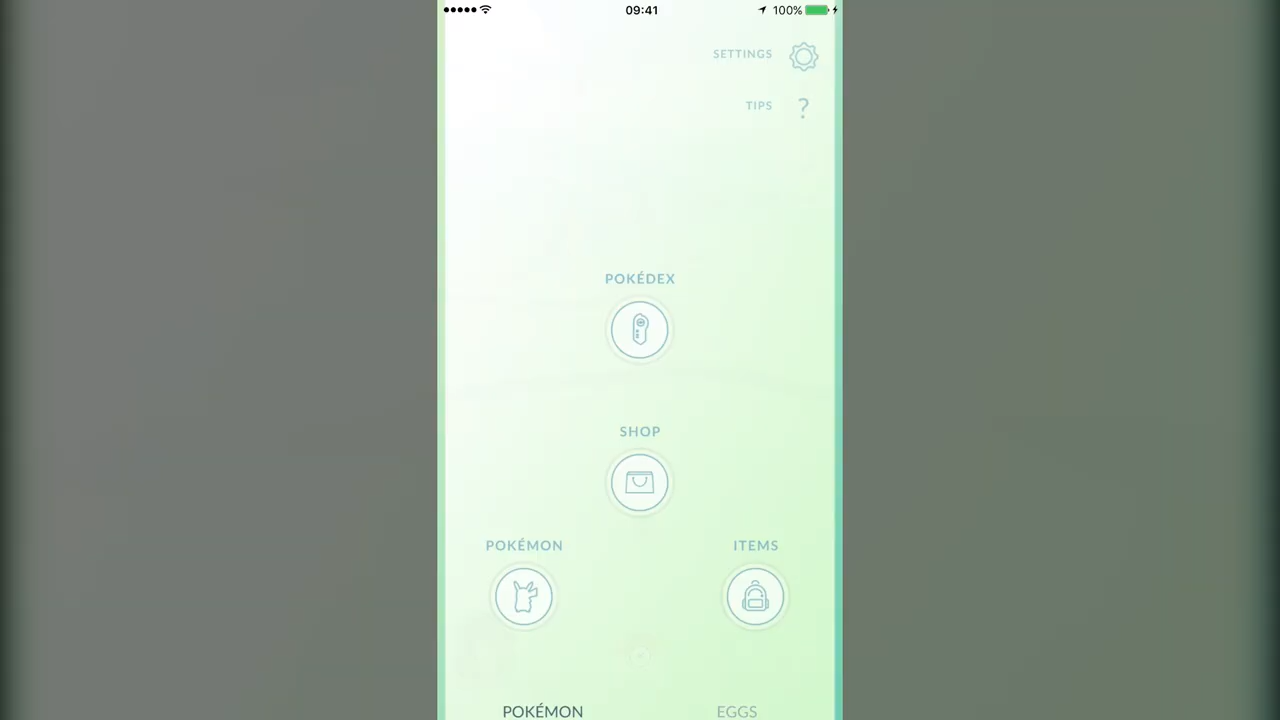 09:41
100%
SETTINGS
TIPS
?
POKÉDEX
SHOP
POKÉMON
ITEMS
POKÉMON
EGGS